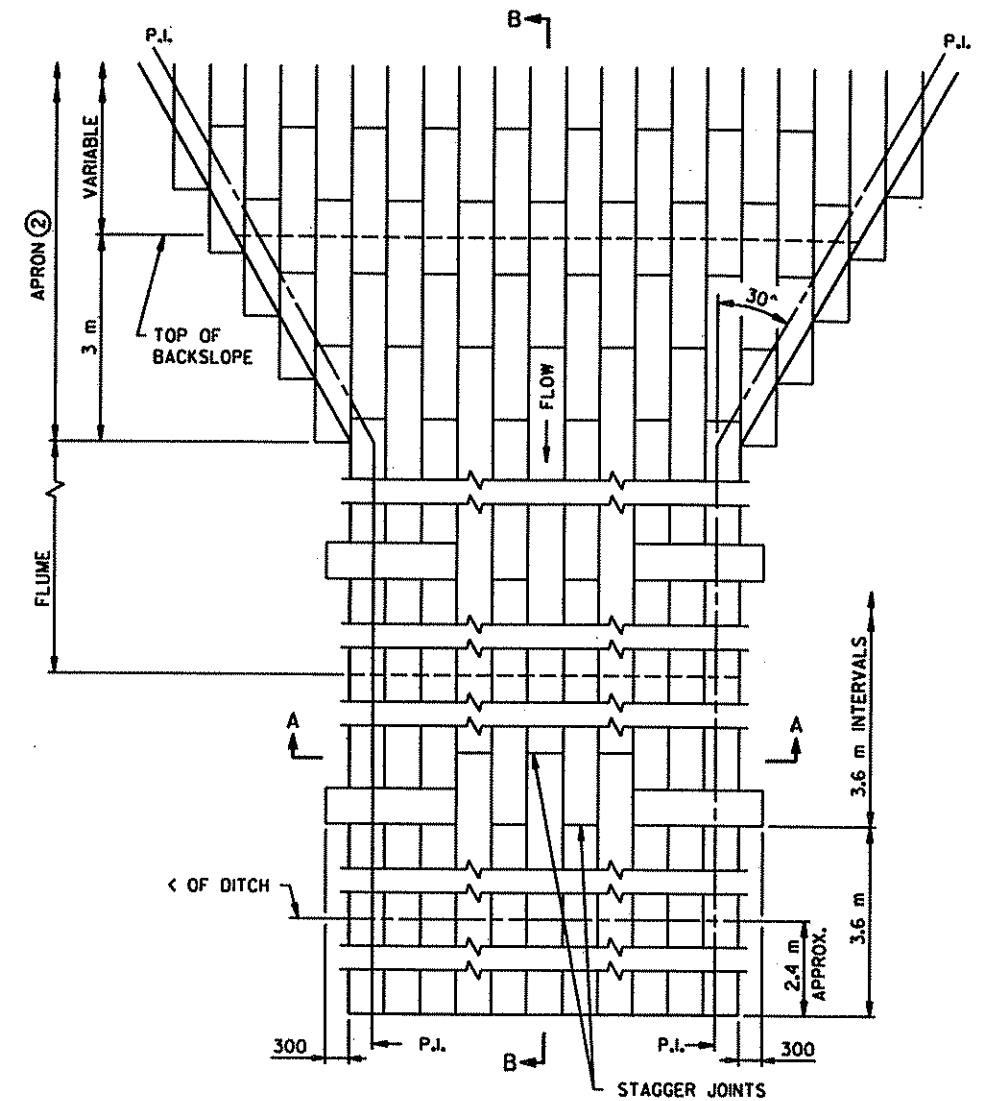 B
P.I.
P.I.
VARIABLE
APRON ②
3 m
TOP OF
BACKSLOPE
30^
FLOW
FLUME
A
A
3.6 m INTERVALS
< OF DITCH
2.4 m
APPROX.
3.6 m
300
P.I.
B
P.I.
300
STAGGER JOINTS